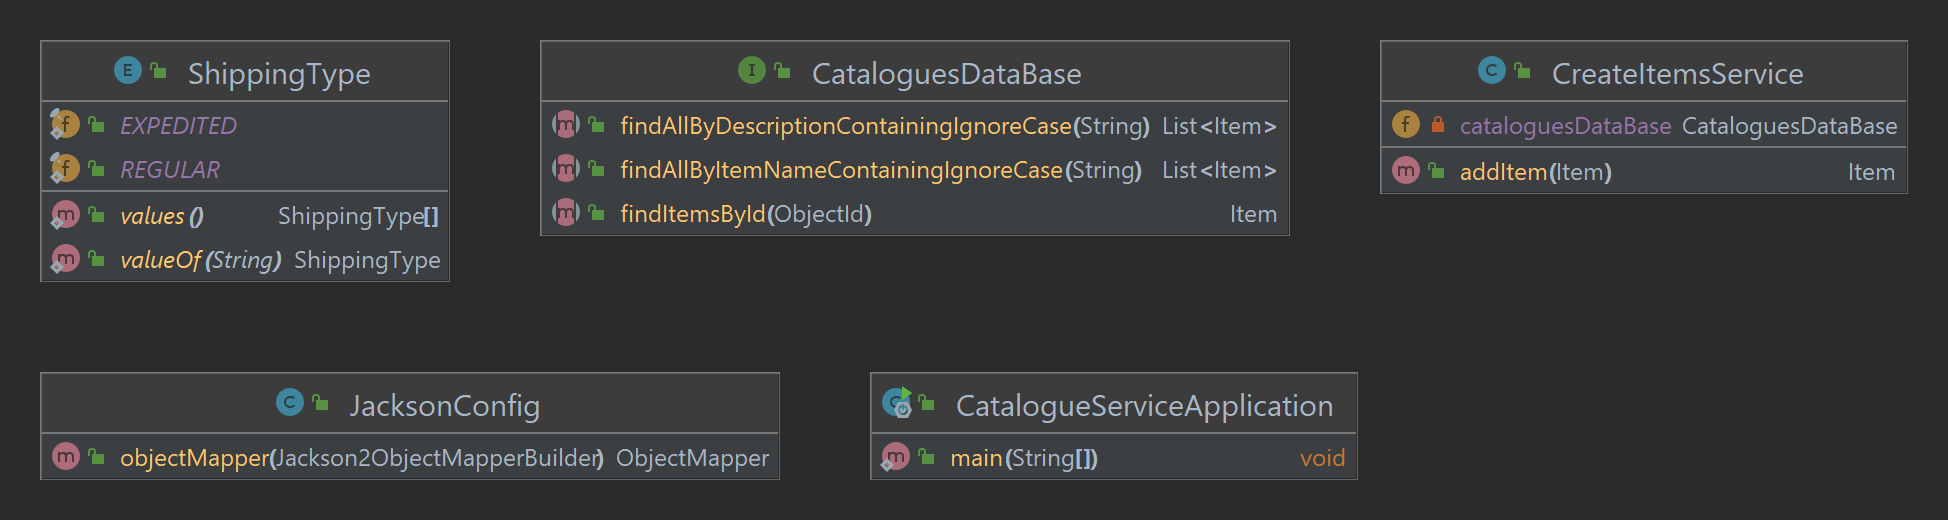 E ShippingType
f EXPEDITED
f REGULAR
m values() ShippingType[]
m valueOf(String) ShippingType
I CataloguesDataBase
m findAllByDescriptionContainingIgnoreCase(String) List<Item>
m findAllByItemNameContainingIgnoreCase(String) List<Item>
m findItemsById(ObjectId) Item
C CreateItemsService
f cataloguesDataBase CataloguesDataBase
m addItem(Item) Item
C JacksonConfig
m objectMapper(Jackson2ObjectMapperBuilder) ObjectMapper
C CatalogueServiceApplication
m main(String[]) void